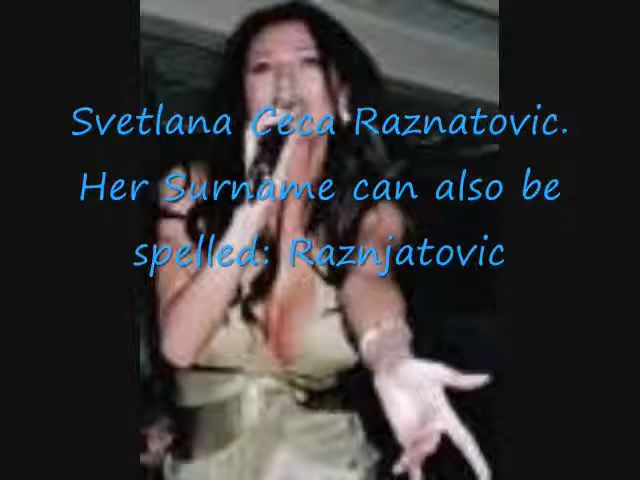 Svetlana Ceca Raznatovic.
Her Surname can also be
spelled: Raznjatovic